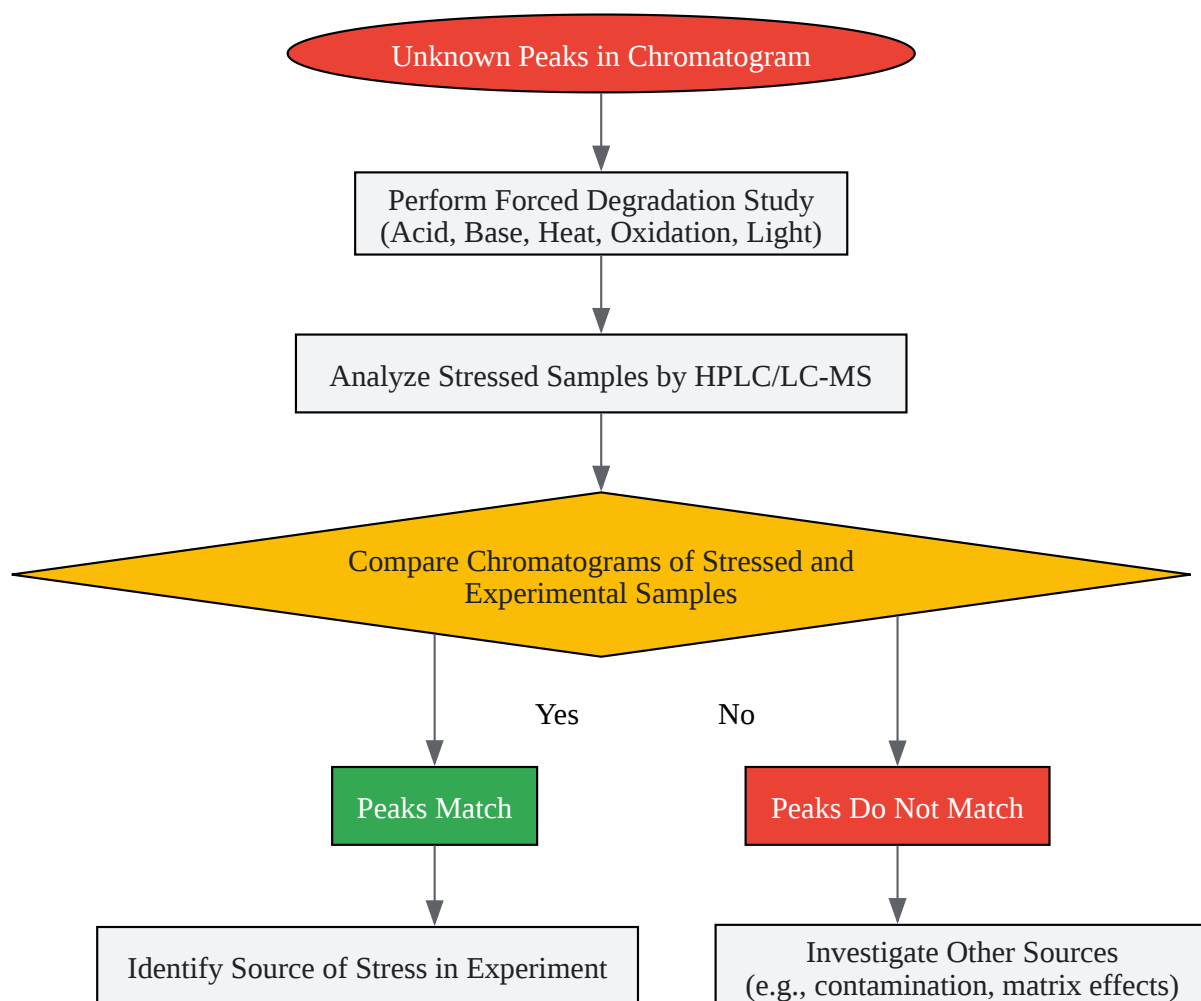 Unknown Peaks in Chromatogram
Perform Forced Degradation Study
(Acid, Base, Heat, Oxidation, Light)
Analyze Stressed Samples by HPLC/LC-MS
Compare Chromatograms of Stressed and
Experimental Samples
Yes
No
Peaks Match
Peaks Do Not Match
Identify Source of Stress in Experiment
Investigate Other Sources
(e.g., contamination, matrix effects)